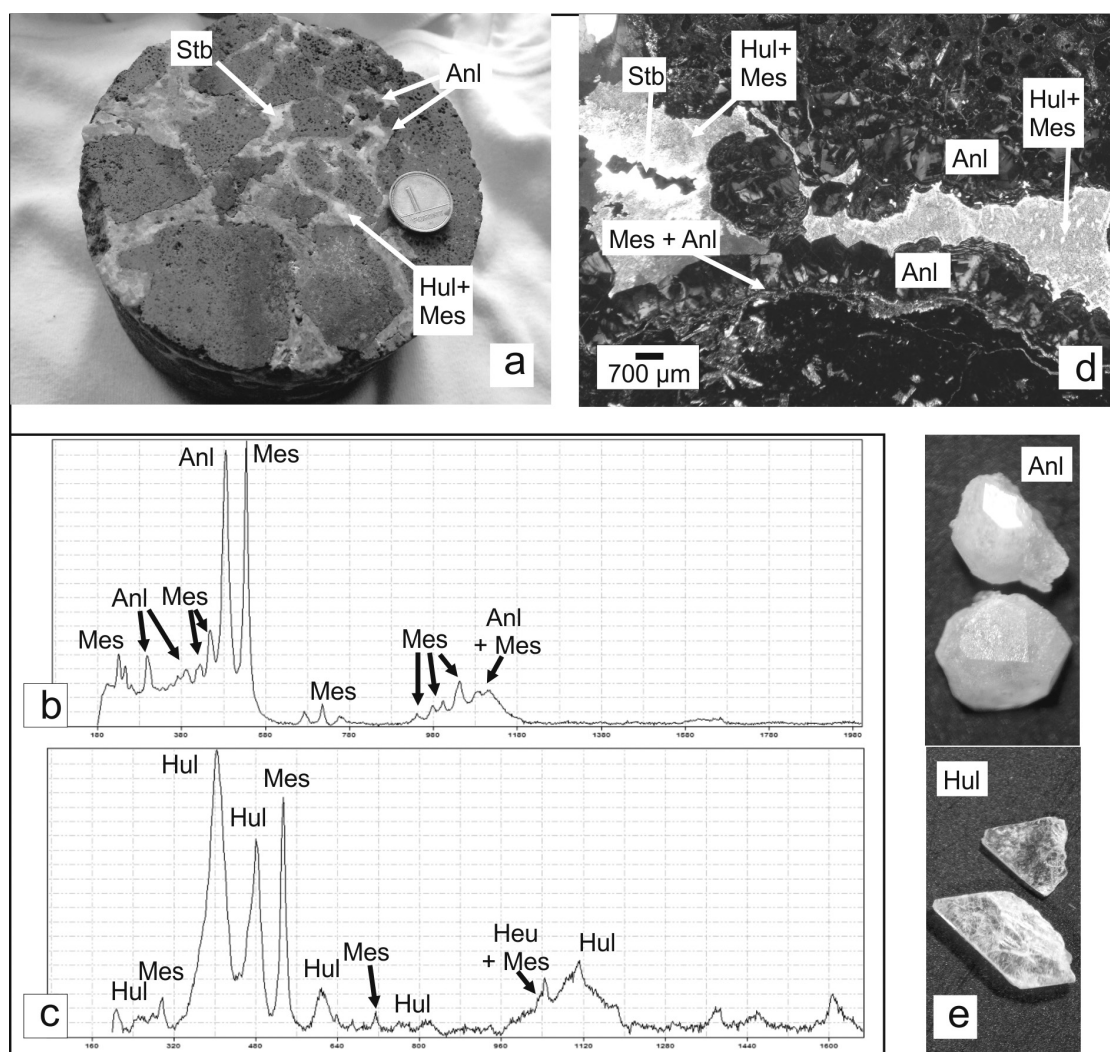 Stb
Anl
Hul+
Mes
a
Hul+
Mes
Stb
Hul+
Mes
Anl
Mes + Anl
Anl
700 µm
d
Anl
Mes
Anl
Mes
Mes
Mes
Anl
+ Mes
Mes
b
180
380
580
780
980
1180
1380
1580
1780
1980
Hul
Mes
Hul
Mes
Hul
Hul
Mes
Hul
Heu
+ Mes
Hul
c
160
320
480
640
800
960
1120
1280
1440
1600
Anl
Hul
e